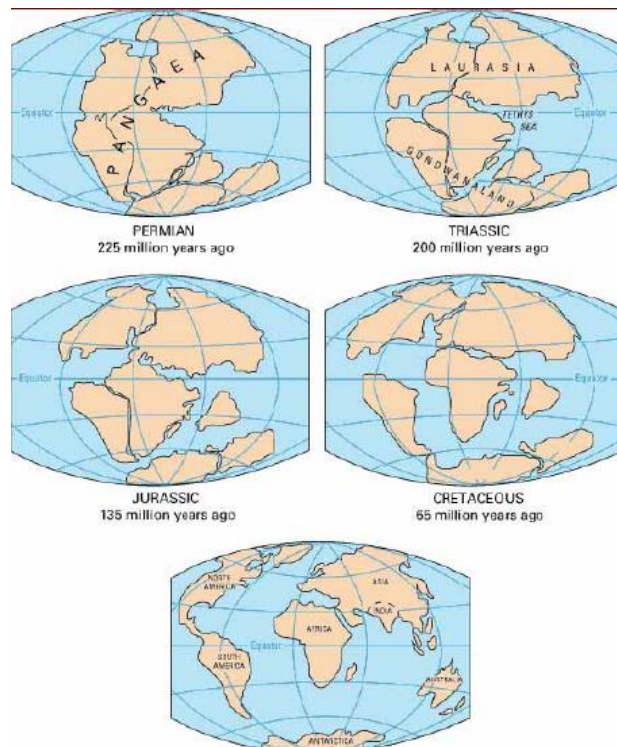 PANGAEA
Equator
PERMIAN
225 million years ago
LAURASIA
TETHYS
SEA
Equator
GONDWANALAND
TRIASSIC
200 million years ago
Equator
JURASSIC
135 million years ago
Equator
CRETACEOUS
65 million years ago
NORTH
AMERICA
ASIA
INDIA
AFRICA
Equator
SOUTH
AMERICA
AUSTRALIA
ANTARCTICA